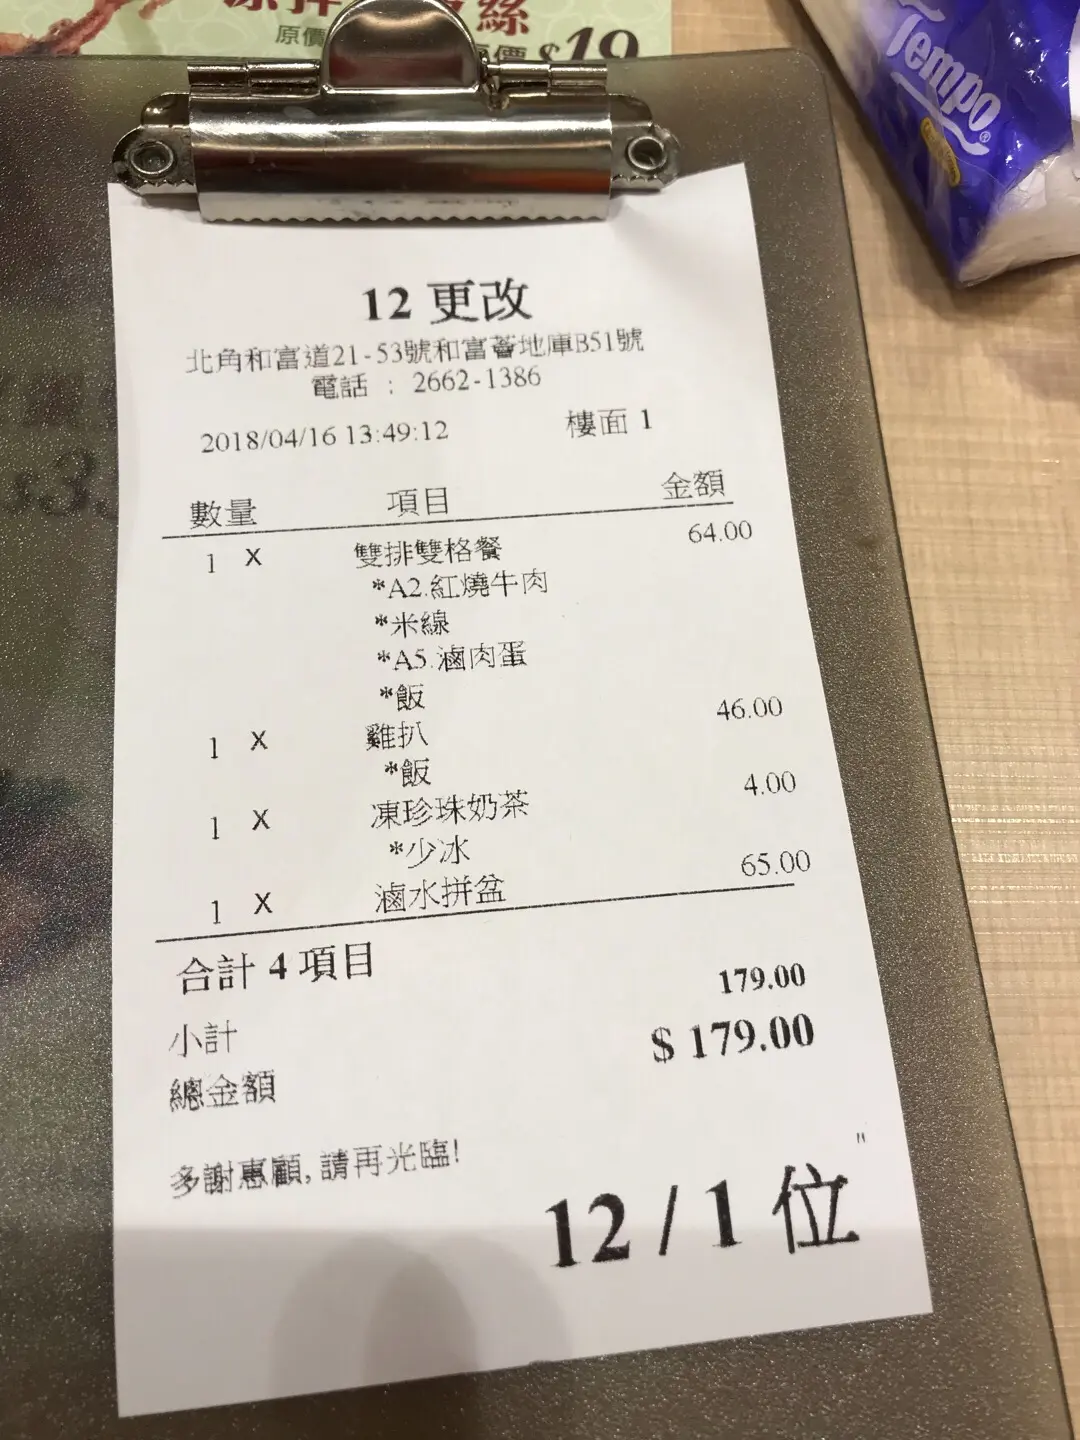 絲
原價
價 $19
Tempo
12 更改
北角和富道21-53號和富薈地庫B51號
電話 : 2662-1386
2018/04/16 13:49:12 樓面 1
數量 項目 金額
1 X 雙排雙格餐 64.00
*A2.紅燒牛肉
*米線
*A5.滷肉蛋
*飯
1 X 雞扒 46.00
*飯
1 X 凍珍珠奶茶 4.00
*少冰
1 X 滷水拼盆 65.00
合計 4 項目
小計 179.00
總金額 $ 179.00
多謝惠顧, 請再光臨!
"
12 / 1 位